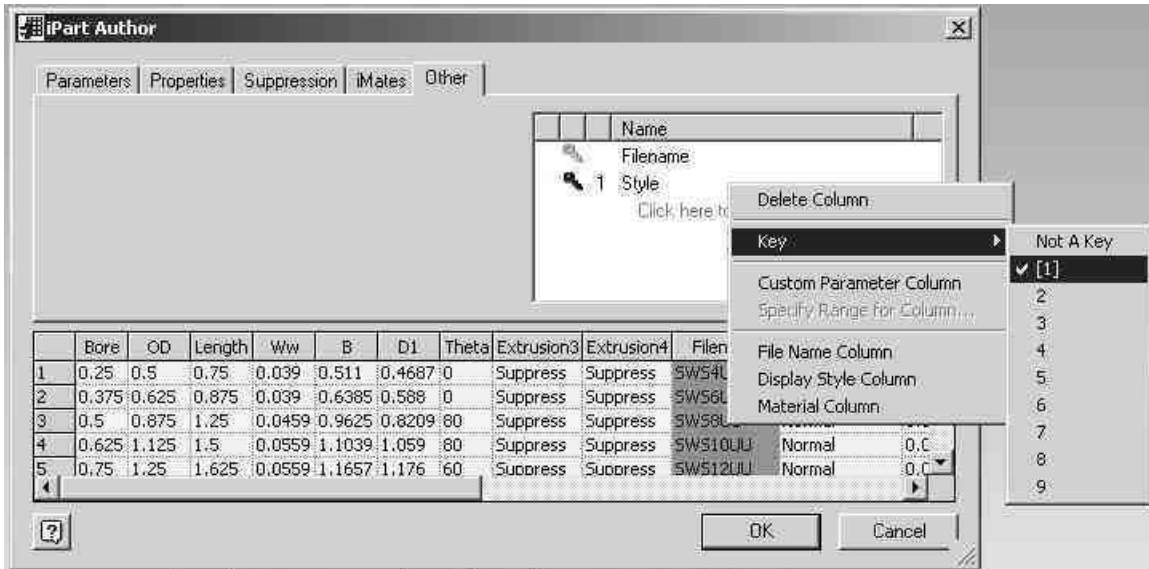 iPart Author
Parameters Properties Suppression iMates Other
Name
Filename
1 Style
Click here to
Delete Column
Key
Custom Parameter Column
Specify Range for Column...
File Name Column
Display Style Column
Material Column
Not A Key
[1]
2
3
4
5
6
7
8
9
Bore OD Length Ww B D1 Theta Extrusion3 Extrusion4 Filen
1 0.25 0.5 0.75 0.039 0.511 0.4687 0 Suppress Suppress SWS4U
2 0.375 0.625 0.875 0.039 0.6385 0.588 0 Suppress Suppress SWS6U
3 0.5 0.875 1.25 0.0459 0.9625 0.8209 80 Suppress Suppress SWS8UU
4 0.625 1.125 1.5 0.0559 1.1039 1.059 80 Suppress Suppress SWS10UU Normal
5 0.75 1.25 1.625 0.0559 1.1657 1.176 60 Suppress Suppress SWS12UU Normal
OK Cancel